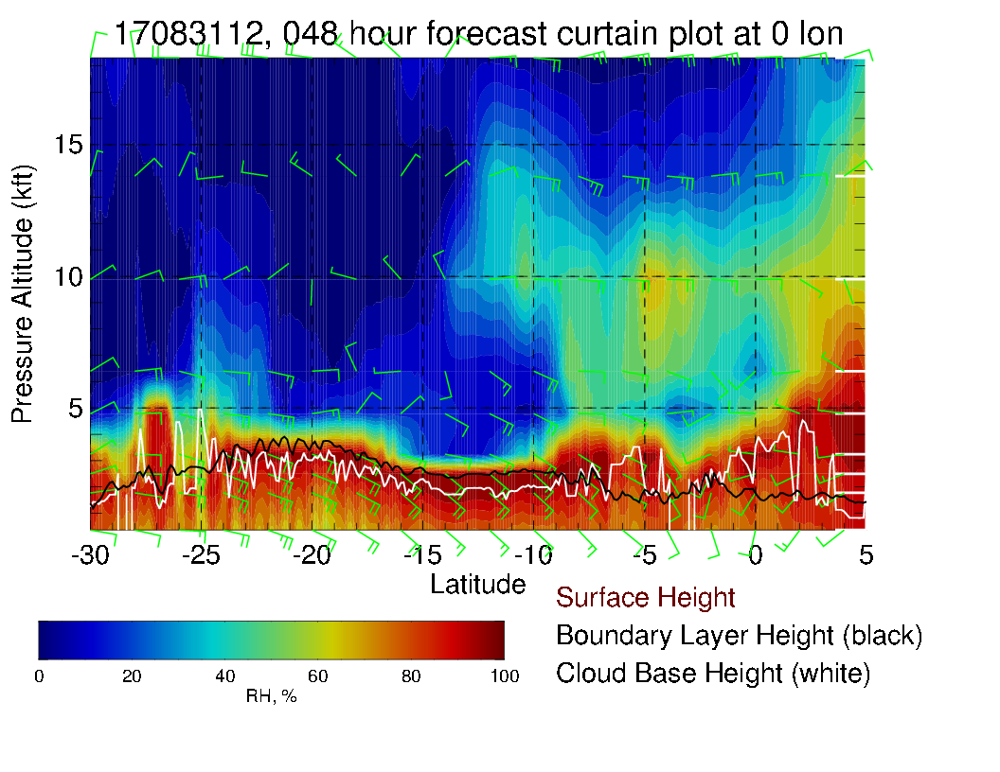 17083112, 048 hour forecast curtain plot at 0 lon
15
10
5
Pressure Altitude (kft)
-30 -25 -20 -15 -10 -5 0 5
Latitude
Surface Height
Boundary Layer Height (black)
Cloud Base Height (white)
0 20 40 60 80 100
RH, %